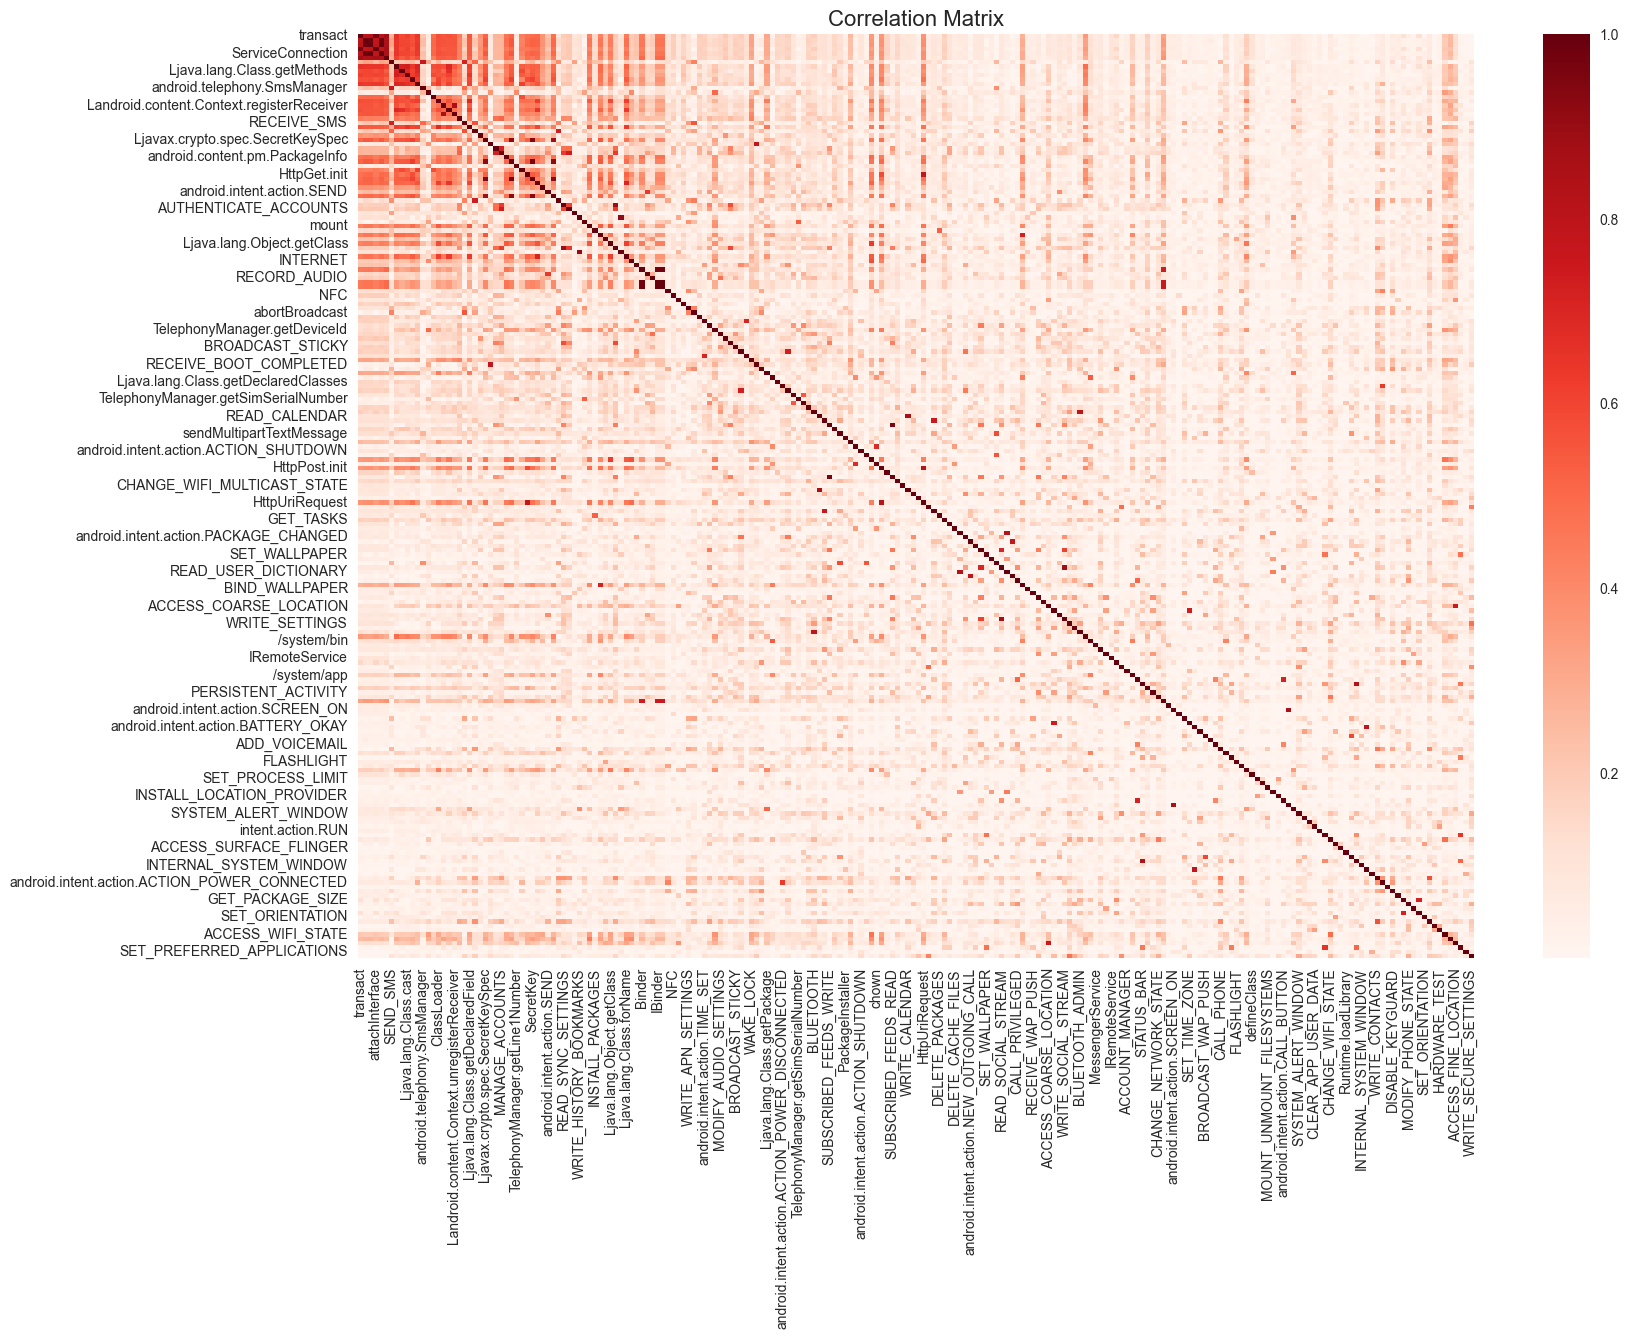 Correlation Matrix
transact
ServiceConnection
Ljava.lang.Class.getMethods
android.telephony.SmsManager
Landroid.content.Context.registerReceiver
RECEIVE_SMS
Ljavax.crypto.spec.SecretKeySpec
android.content.pm.PackageInfo
HttpGet.init
android.intent.action.SEND
AUTHENTICATE_ACCOUNTS
mount
Ljava.lang.Object.getClass
INTERNET
RECORD_AUDIO
NFC
abortBroadcast
TelephonyManager.getDeviceId
BROADCAST_STICKY
RECEIVE_BOOT_COMPLETED
Ljava.lang.Class.getDeclaredClasses
TelephonyManager.getSimSerialNumber
READ_CALENDAR
sendMultipartTextMessage
android.intent.action.ACTION_SHUTDOWN
HttpPost.init
CHANGE_WIFI_MULTICAST_STATE
HttpUriRequest
GET_TASKS
android.intent.action.PACKAGE_CHANGED
SET_WALLPAPER
READ_USER_DICTIONARY
BIND_WALLPAPER
ACCESS_COARSE_LOCATION
WRITE_SETTINGS
/system/bin
IRemoteService
/system/app
PERSISTENT_ACTIVITY
android.intent.action.SCREEN_ON
android.intent.action.BATTERY_OKAY
ADD_VOICEMAIL
FLASHLIGHT
SET_PROCESS_LIMIT
INSTALL_LOCATION_PROVIDER
SYSTEM_ALERT_WINDOW
intent.action.RUN
ACCESS_SURFACE_FLINGER
INTERNAL_SYSTEM_WINDOW
android.intent.action.ACTION_POWER_CONNECTED
GET_PACKAGE_SIZE
SET_ORIENTATION
ACCESS_WIFI_STATE
SET_PREFERRED_APPLICATIONS
transact
attachInterface
SEND_SMS
Ljava.lang.Class.cast
android.telephony.SmsManager
ClassLoader
Landroid.content.Context.unregisterReceiver
Ljava.lang.Class.getDeclaredField
Ljavax.crypto.spec.SecretKeySpec
MANAGE_ACCOUNTS
TelephonyManager.getLine1Number
SecretKey
android.intent.action.SEND
READ_SYNC_SETTINGS
WRITE_HISTORY_BOOKMARKS
INSTALL_PACKAGES
Ljava.lang.Object.getClass
Ljava.lang.Class.forName
Binder
IBinder
NFC
WRITE_APN_SETTINGS
android.intent.action.TIME_SET
MODIFY_AUDIO_SETTINGS
BROADCAST_STICKY
WAKE_LOCK
Ljava.lang.Class.getPackage
android.intent.action.ACTION_POWER_DISCONNECTED
TelephonyManager.getSimSerialNumber
BLUETOOTH
SUBSCRIBED_FEEDS_WRITE
PackageInstaller
android.intent.action.ACTION_SHUTDOWN
chown
SUBSCRIBED_FEEDS_READ
WRITE_CALENDAR
HttpUriRequest
DELETE_PACKAGES
DELETE_CACHE_FILES
android.intent.action.NEW_OUTGOING_CALL
SET_WALLPAPER
READ_SOCIAL_STREAM
CALL_PRIVILEGED
RECEIVE_WAP_PUSH
ACCESS_COARSE_LOCATION
WRITE_SOCIAL_STREAM
BLUETOOTH_ADMIN
MessengerService
IRemoteService
ACCOUNT_MANAGER
STATUS_BAR
CHANGE_NETWORK_STATE
android.intent.action.SCREEN_ON
SET_TIME_ZONE
BROADCAST_WAP_PUSH
CALL_PHONE
FLASHLIGHT
defineClass
MOUNT_UNMOUNT_FILESYSTEMS
android.intent.action.CALL_BUTTON
SYSTEM_ALERT_WINDOW
CLEAR_APP_USER_DATA
CHANGE_WIFI_STATE
Runtime.loadLibrary
INTERNAL_SYSTEM_WINDOW
WRITE_CONTACTS
DISABLE_KEYGUARD
MODIFY_PHONE_STATE
SET_ORIENTATION
HARDWARE_TEST
ACCESS_FINE_LOCATION
WRITE_SECURE_SETTINGS
1.0
0.8
0.6
0.4
0.2